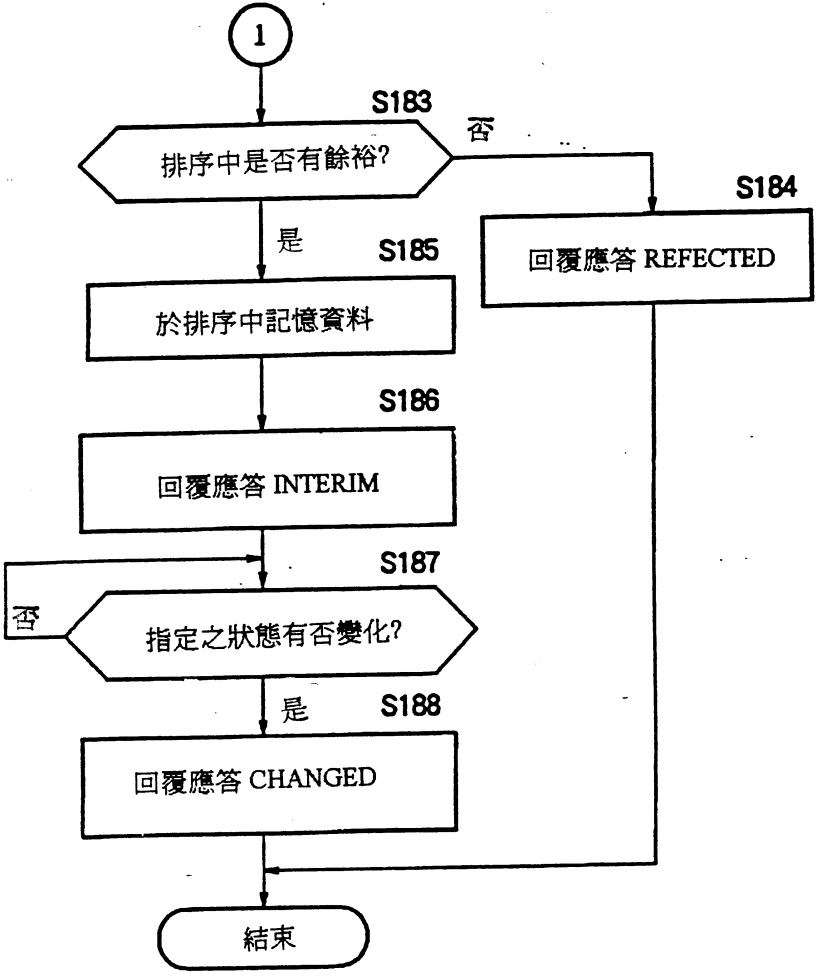 1
S183
排序中是否有餘裕?
否
S184
回覆應答 REFECTED
是
S185
於排序中記憶資料
S186
回覆應答 INTERIM
S187
否
指定之狀態有否變化?
是
S188
回覆應答 CHANGED
結束